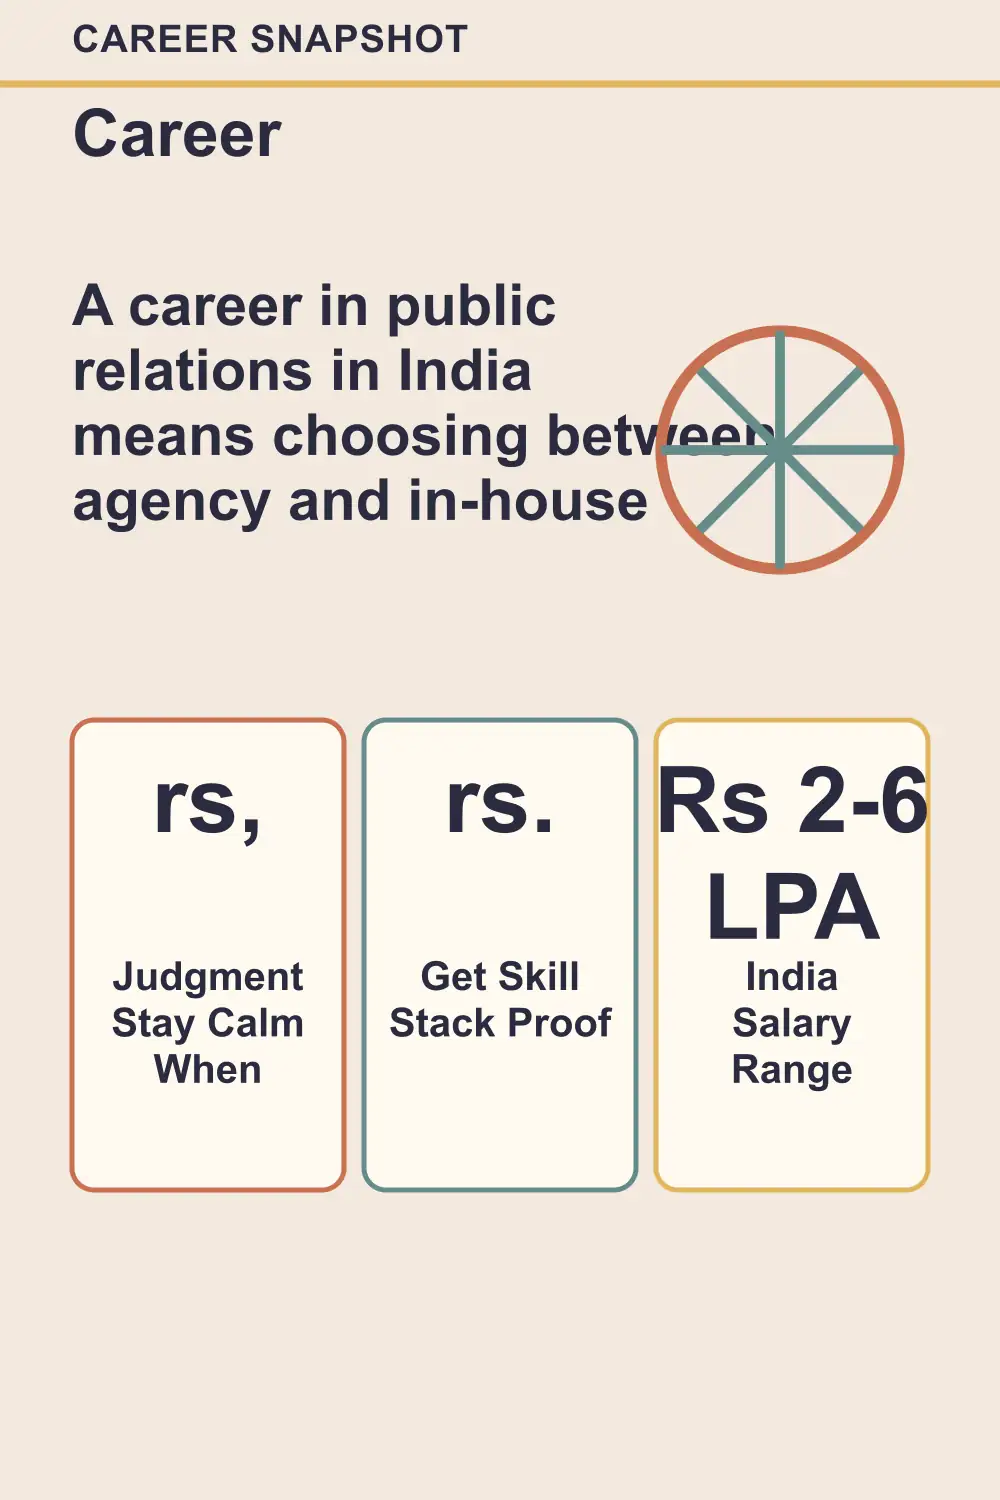 CAREER SNAPSHOT
Career
A career in public
relations in India
means choosing between
agency and in-house
rs,
Judgment
Stay Calm
When
rs.
Get Skill
Stack Proof
Rs 2-6
LPA
India
Salary
Range